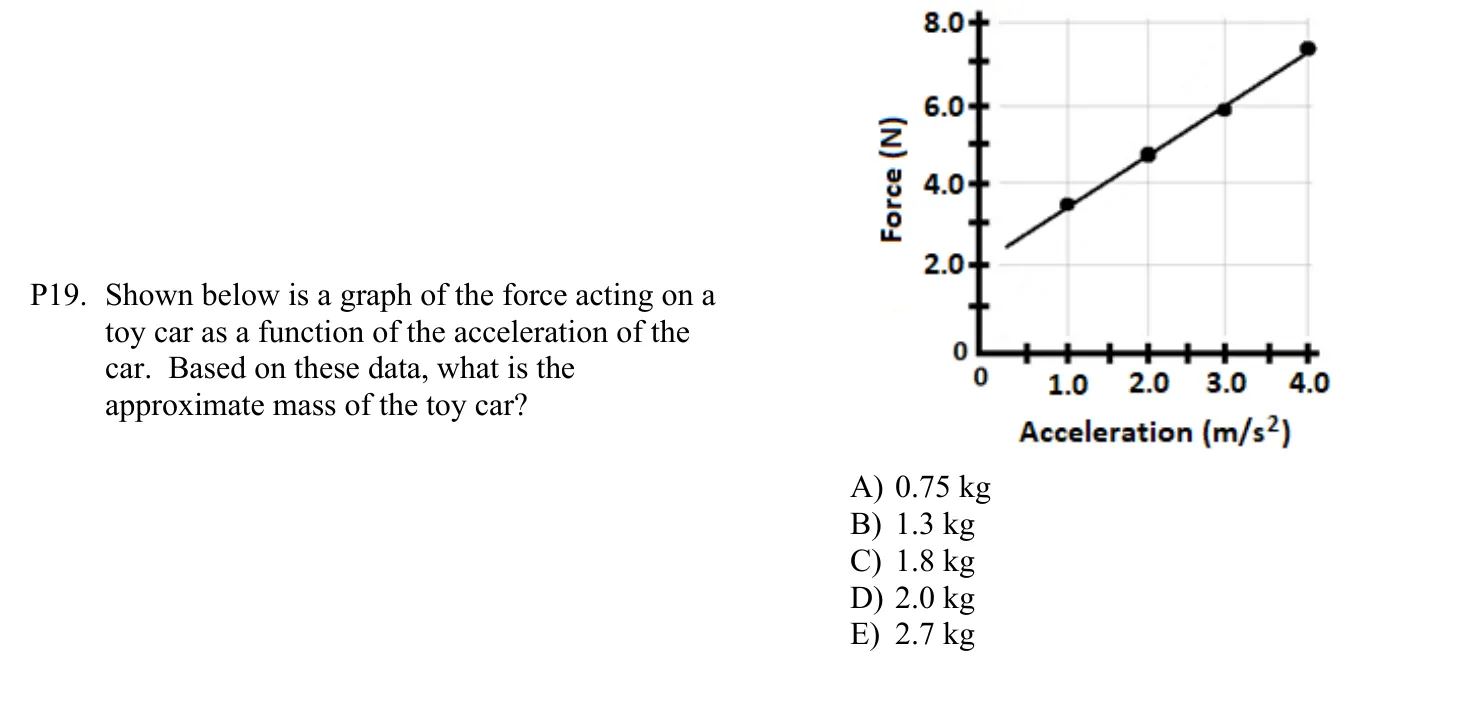 P19. Shown below is a graph of the force acting on a
toy car as a function of the acceleration of the
car. Based on these data, what is the
approximate mass of the toy car?
8.0
6.0
4.0
2.0
0
Force (N)
0 1.0 2.0 3.0 4.0
Acceleration (m/s²)
A) 0.75 kg
B) 1.3 kg
C) 1.8 kg
D) 2.0 kg
E) 2.7 kg